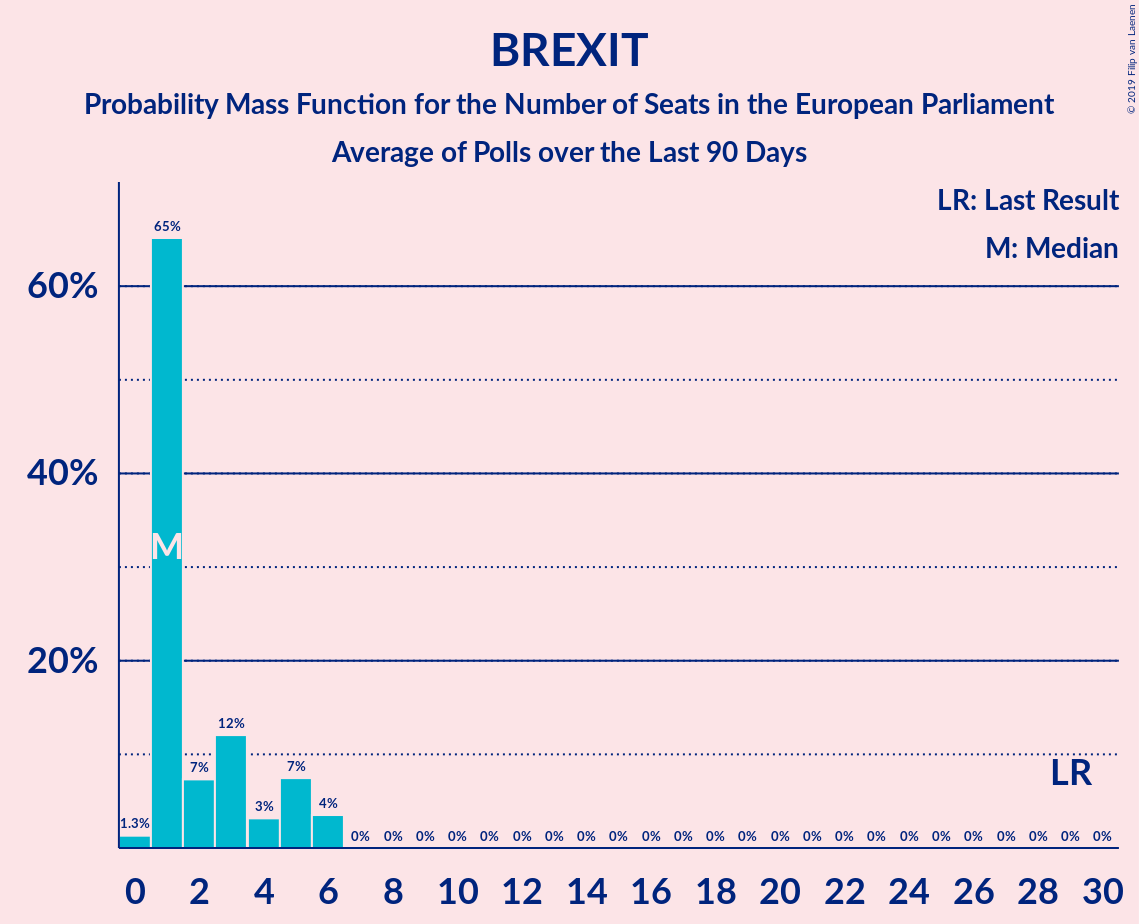 BREXIT
Probability Mass Function for the Number of Seats in the European Parliament
Average of Polls over the Last 90 Days
© 2019 Filip van Laenen
LR: Last Result
M: Median
65%
60%
40%
M
20%
12%
7%
7%
LR
3%
4%
1.3%
0% 0% 0% 0% 0% 0% 0% 0% 0% 0% 0% 0% 0% 0% 0% 0% 0% 0% 0% 0% 0% 0% 0% 0%
0 2 4 6 8 10 12 14 16 18 20 22 24 26 28 30